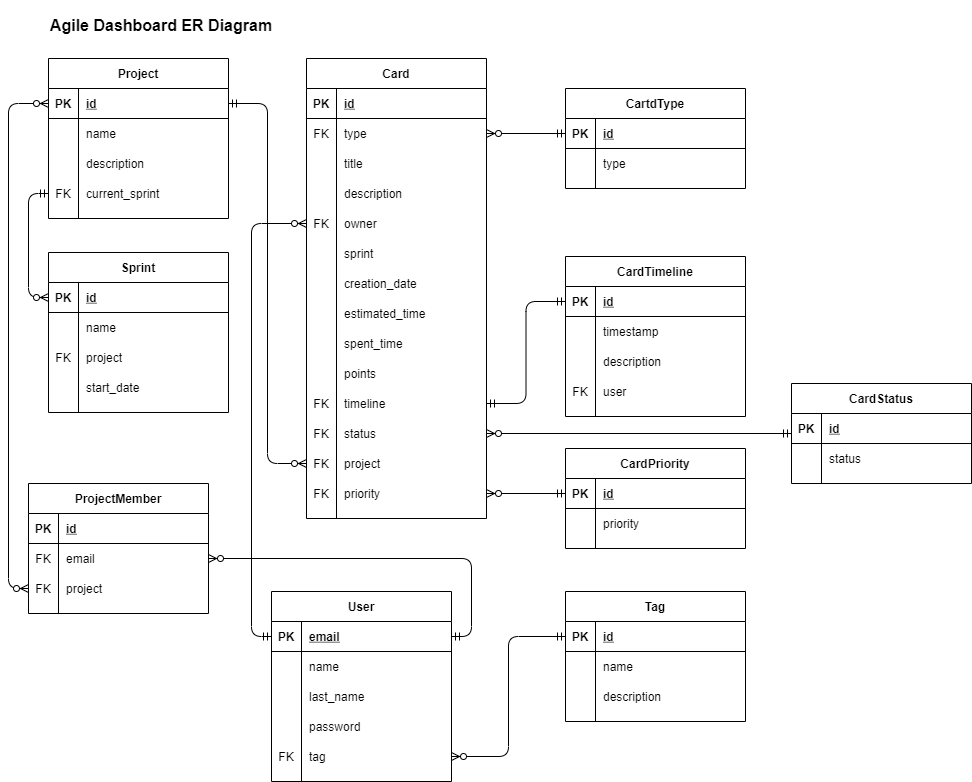 Agile Dashboard ER Diagram
Project
PK id
name
description
FK current_sprint
Sprint
PK id
name
FK project
start_date
ProjectMember
PK id
FK email
FK project
Card
PK id
FK type
title
description
FK owner
sprint
creation_date
estimated_time
spent_time
points
FK timeline
FK status
FK project
FK priority
User
PK email
name
last_name
password
FK tag
CartdType
PK id
type
CardTimeline
PK id
timestamp
description
FK user
CardPriority
PK id
priority
Tag
PK id
name
description
CardStatus
PK id
status